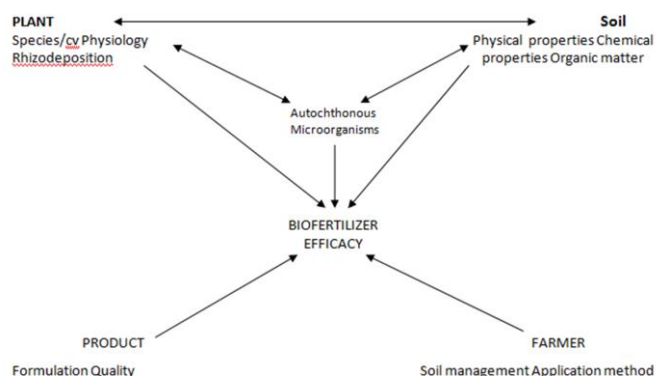 PLANT
Soil
Species/cv Physiology
Rhizodeposition
Physical properties Chemical
properties Organic matter
Autochthonous
Microorganisms
BIOFERTILIZER
EFFICACY
PRODUCT
FARMER
Formulation Quality
Soil management Application method